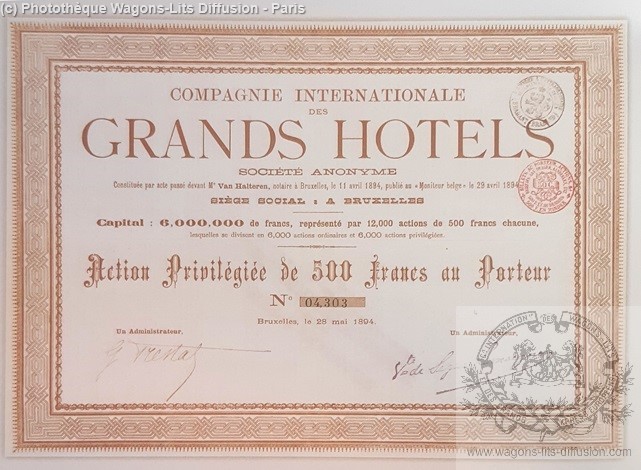 (c) Photothèque Wagons-Lits Diffusion - Paris
COMPAGNIE INTERNATIONALE
DES
GRANDS HOTELS
SOCIÉTÉ ANONYME
Constituée par acte passé devant Mᵉ Van Halteren, notaire à Bruxelles, le 11 avril 1894, publié au «Moniteur belge» le 29 avril 1894
SIÈGE SOCIAL : A BRUXELLES
Capital : 6,000,000 de francs, représenté par 12,000 actions de 500 francs chacune,
lesquelles se divisent en 6,000 actions ordinaires et 6,000 actions privilégiées.
Action Privilégiée de 500 Francs au Porteur
Nº 04,303
Bruxelles, le 28 mai 1894.
Un Administrateur,
Un Administrateur,
www.wagons-lits-diffusion.com